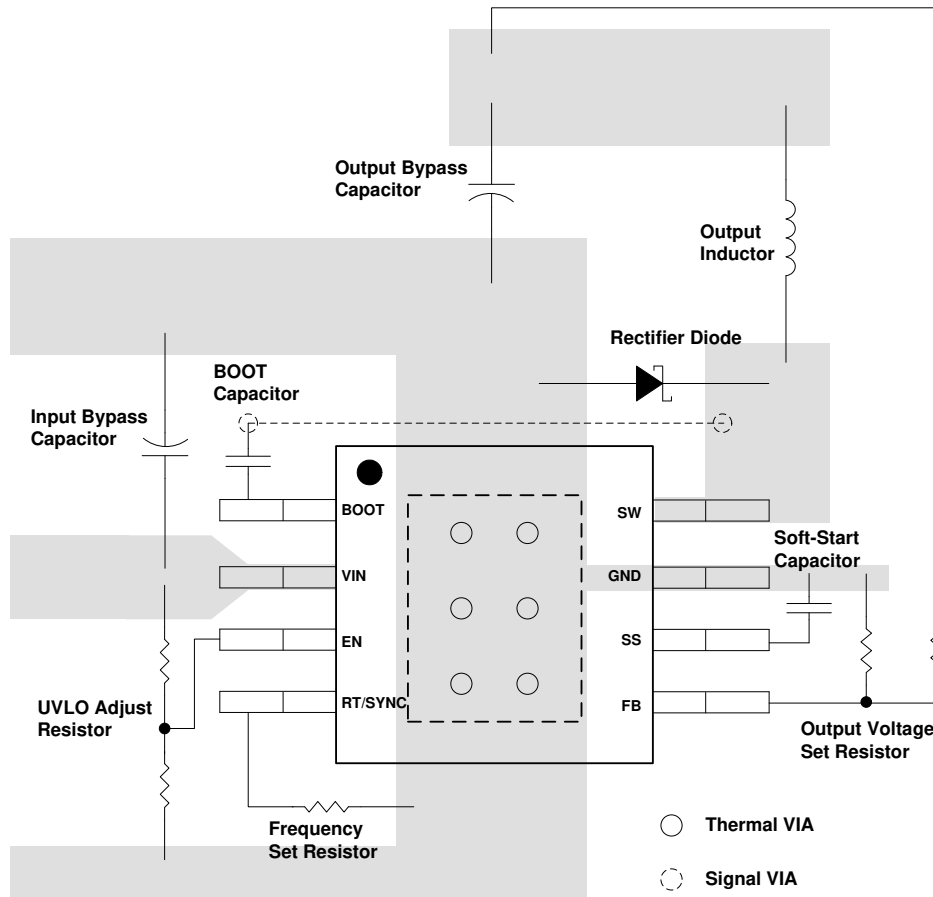 Output Bypass
Capacitor
Output
Inductor
Rectifier Diode
BOOT
Capacitor
Input Bypass
Capacitor
BOOT
SW
Soft-Start
Capacitor
VIN
GND
EN
SS
UVLO Adjust
Resistor
RT/SYNC
FB
Output Voltage
Set Resistor
Frequency
Set Resistor
Thermal VIA
Signal VIA